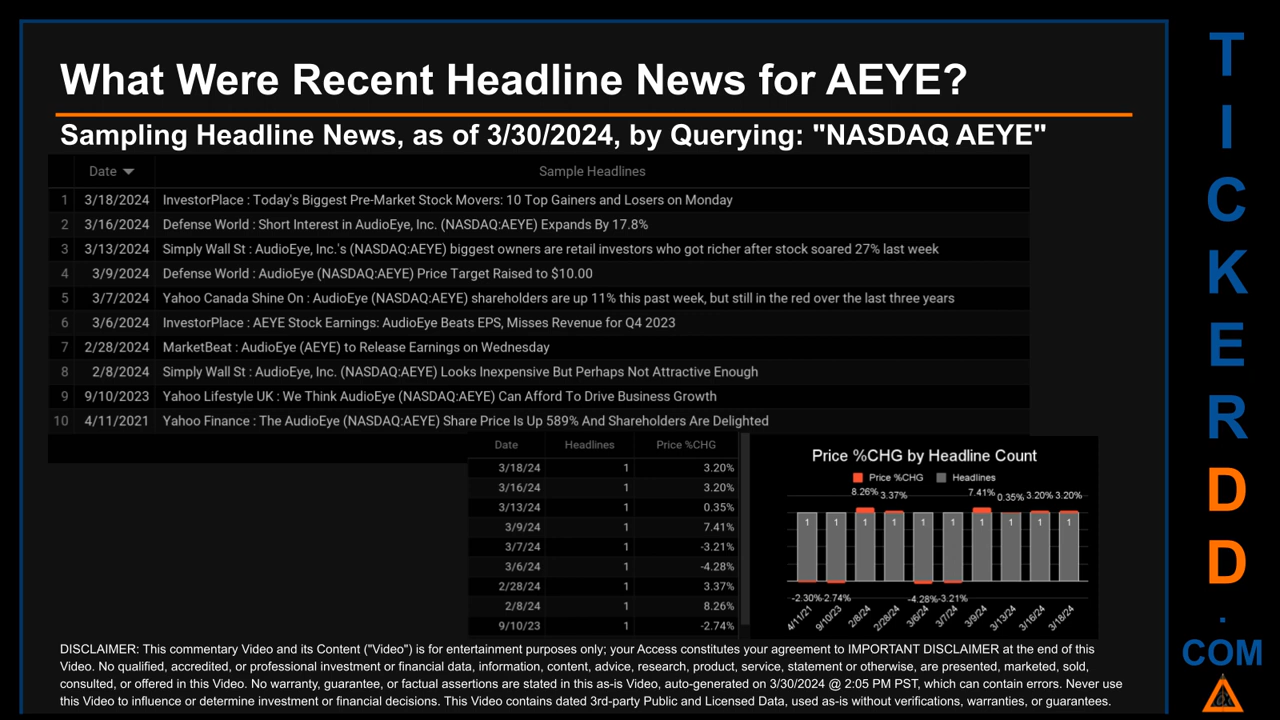 What Were Recent Headline News for AEYE?
Sampling Headline News, as of 3/30/2024, by Querying: "NASDAQ AEYE"
Date Sample Headlines
1 3/18/2024 InvestorPlace : Today's Biggest Pre-Market Stock Movers: 10 Top Gainers and Losers on Monday
2 3/16/2024 Defense World : Short Interest in AudioEye, Inc. (NASDAQ:AEYE) Expands By 17.8%
3 3/13/2024 Simply Wall St : AudioEye, Inc.'s (NASDAQ:AEYE) biggest owners are retail investors who got richer after stock soared 27% last week
4 3/9/2024 Defense World : AudioEye (NASDAQ:AEYE) Price Target Raised to $10.00
5 3/7/2024 Yahoo Canada Shine On : AudioEye (NASDAQ:AEYE) shareholders are up 11% this past week, but still in the red over the last three years
6 3/6/2024 InvestorPlace : AEYE Stock Earnings: AudioEye Beats EPS, Misses Revenue for Q4 2023
7 2/28/2024 MarketBeat : AudioEye (AEYE) to Release Earnings on Wednesday
8 2/8/2024 Simply Wall St : AudioEye, Inc. (NASDAQ:AEYE) Looks Inexpensive But Perhaps Not Attractive Enough
9 9/10/2023 Yahoo Lifestyle UK : We Think AudioEye (NASDAQ:AEYE) Can Afford To Drive Business Growth
10 4/11/2021 Yahoo Finance : The AudioEye (NASDAQ:AEYE) Share Price Is Up 589% And Shareholders Are Delighted
Date Headlines Price %CHG
3/18/24 1 3.20%
3/16/24 1 3.20%
3/13/24 1 0.35%
3/9/24 1 7.41%
3/7/24 1 -3.21%
3/6/24 1 -4.28%
2/28/24 1 3.37%
2/8/24 1 8.26%
9/10/23 1 -2.74%
Price %CHG by Headline Count
Price %CHG Headlines
8.26% 3.37% 7.41% 0.35% 3.20% 3.20%
1 1 1 1 1 1 1 1 1 1
-2.30% -2.74% -4.28% -3.21%
4/11/21 9/10/23 2/8/24 2/28/24 3/6/24 3/7/24 3/9/24 3/13/24 3/16/24 3/18/24
DISCLAIMER: This commentary Video and its Content ("Video") is for entertainment purposes only; your Access constitutes your agreement to IMPORTANT DISCLAIMER at the end of this
Video. No qualified, accredited, or professional investment or financial data, information, content, advice, research, product, service, statement or otherwise, are presented, marketed, sold,
consulted, or offered in this Video. No warranty, guarantee, or factual assertions are stated in this as-is Video, auto-generated on 3/30/2024 @ 2:05 PM PST, which can contain errors. Never use
this Video to influence or determine investment or financial decisions. This Video contains dated 3rd-party Public and Licensed Data, used as-is without verifications, warranties, or guarantees.
T
I
C
K
E
R
D
D
.
COM